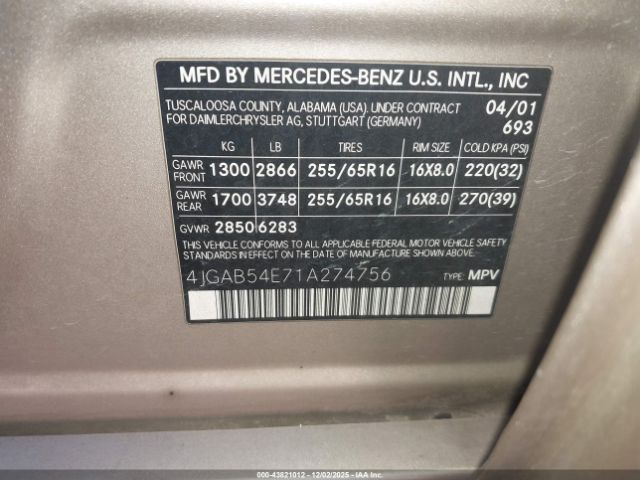 MFD BY MERCEDES-BENZ U.S. INTL., INC
TUSCALOOSA COUNTY, ALABAMA (USA). UNDER CONTRACT 04/01
FOR DAIMLERCHRYSLER AG, STUTTGART (GERMANY) 693
KG LB TIRES RIM SIZE COLD KPA (PSI)
GAWR FRONT 1300 2866 255/65R16 16X8.0 220(32)
GAWR REAR 1700 3748 255/65R16 16X8.0 270(39)
GVWR 2850 6283
THIS VEHICLE CONFORMS TO ALL APPLICABLE FEDERAL MOTOR VEHICLE SAFETY
STANDARDS IN EFFECT ON THE DATE OF MANUFACTURE SHOWN ABOVE.
4JGAB54E71A274756 TYPE: MPV
000-43821012 - 12/02/2025 - IAAI.COM